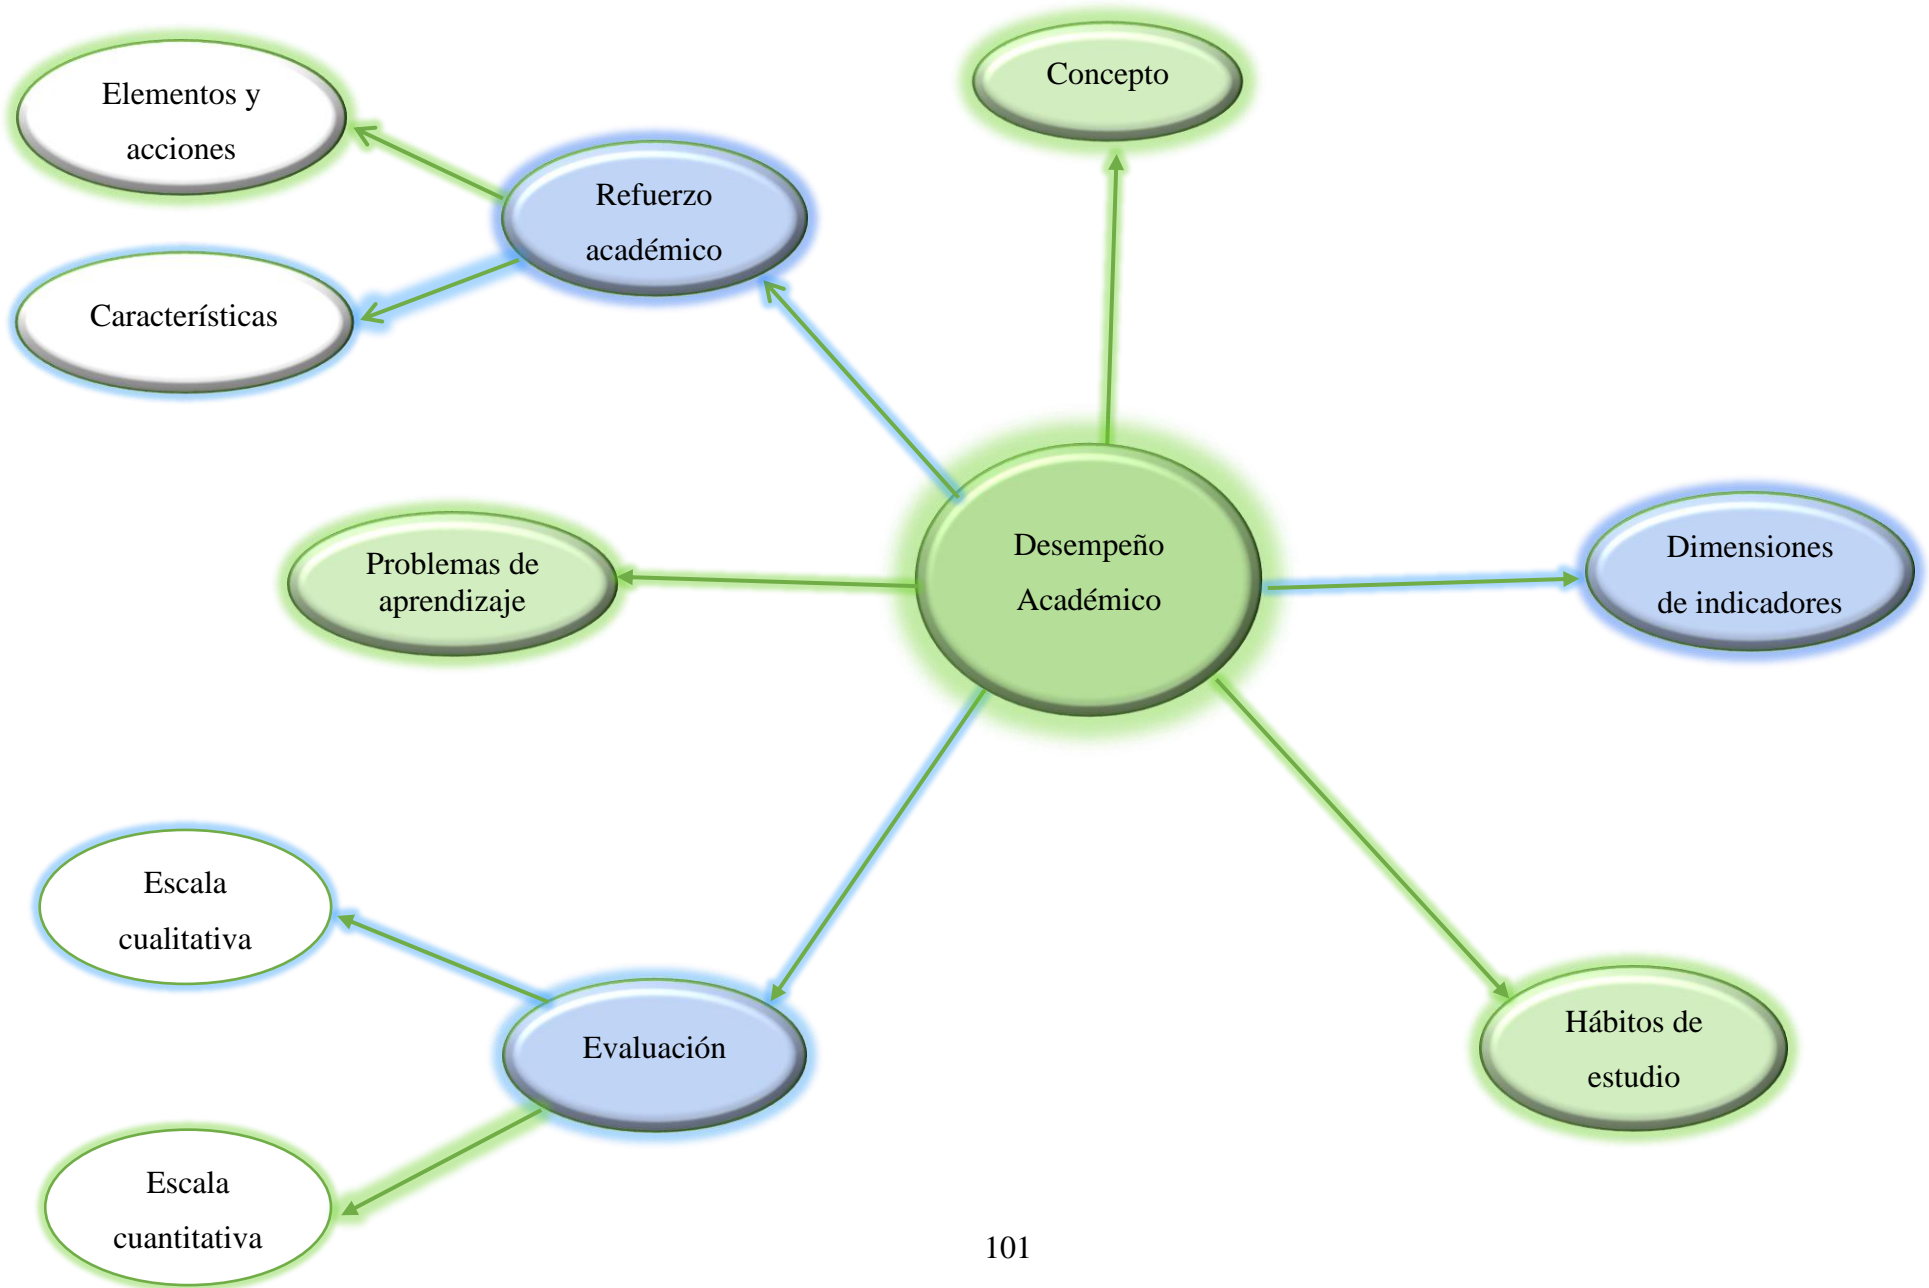 Concepto
Elementos y
acciones
Refuerzo
académico
Características
Desempeño
Académico
Dimensiones
de indicadores
Problemas de
aprendizaje
Escala
cualitativa
Evaluación
Hábitos de
estudio
Escala
cuantitativa
101